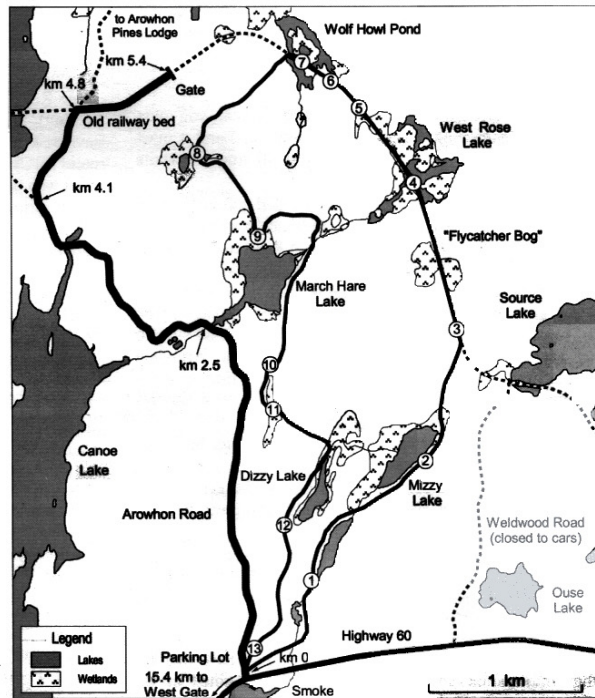 to Arowhon
Pines Lodge
Wolf Howl Pond
km 5.4
km 4.8
Gate
Old railway bed
7
6
5
West Rose
Lake
8
4
km 4.1
9
"Flycatcher Bog"
March Hare
Lake
Source
Lake
3
km 2.5
10
11
Canoe
Lake
Dizzy Lake
2
Mizzy
Lake
Arowhon Road
12
Weldwood Road
(closed to cars)
1
Ouse
Lake
Legend
Lakes
Wetlands
13
Parking Lot
km 0
Highway 60
15.4 km to
West Gate
Smoke
1 km